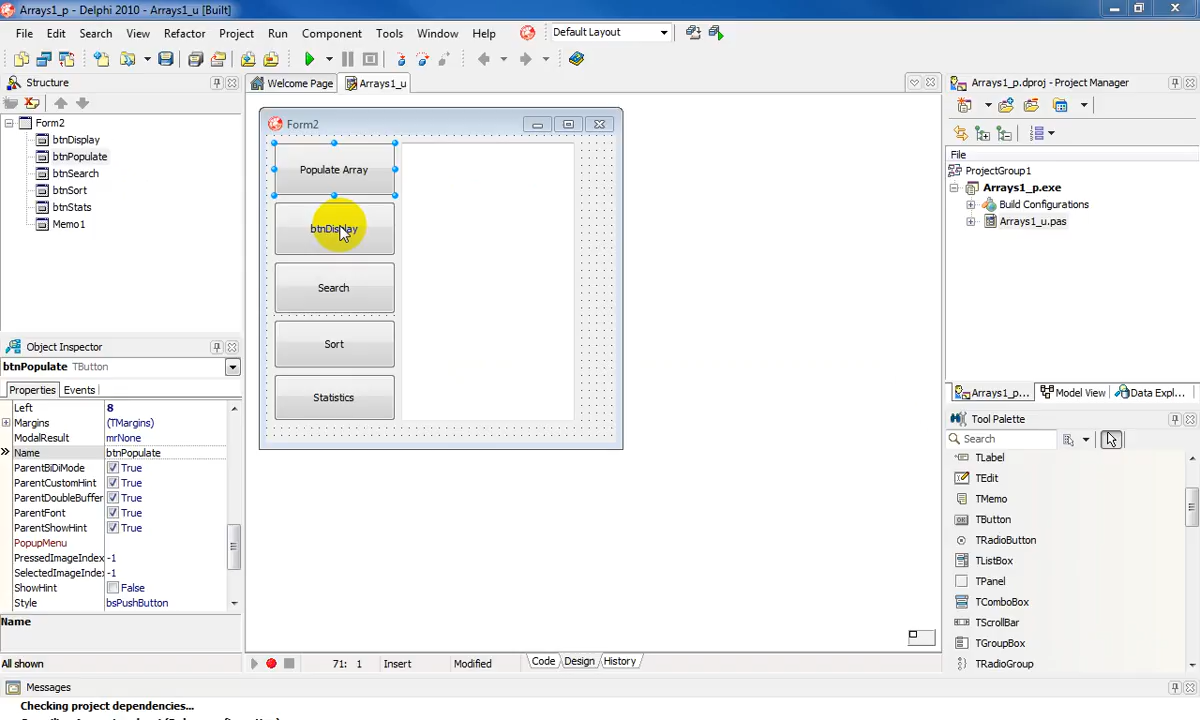 Arrays1_p - Delphi 2010 - Arrays1_u [Built]
File Edit Search View Refactor Project Run Component Tools Window Help
Default Layout
Structure
Form2
btnDisplay
btnPopulate
btnSearch
btnSort
btnStats
Memo1
Object Inspector
btnPopulate TButton
Properties Events
Left 8
Margins (TMargins)
ModalResult mrNone
Name btnPopulate
ParentBiDiMode True
ParentCustomHint True
ParentDoubleBuffer True
ParentFont True
ParentShowHint True
PopupMenu
PressedImageIndex -1
SelectedImageIndex -1
ShowHint False
Style bsPushButton
Name
All shown
Welcome Page Arrays1_u
Form2
Populate Array
btnDisplay
Search
Sort
Statistics
71: 1 Insert Modified Code Design History
Arrays1_p.dproj - Project Manager
File
ProjectGroup1
Arrays1_p.exe
Build Configurations
Arrays1_u.pas
Arrays1_p... Model View Data Expl...
Tool Palette
Search
TLabel
TEdit
TMemo
TButton
TRadioButton
TListBox
TPanel
TComboBox
TScrollBar
TGroupBox
TRadioGroup
Messages
Checking project dependencies...